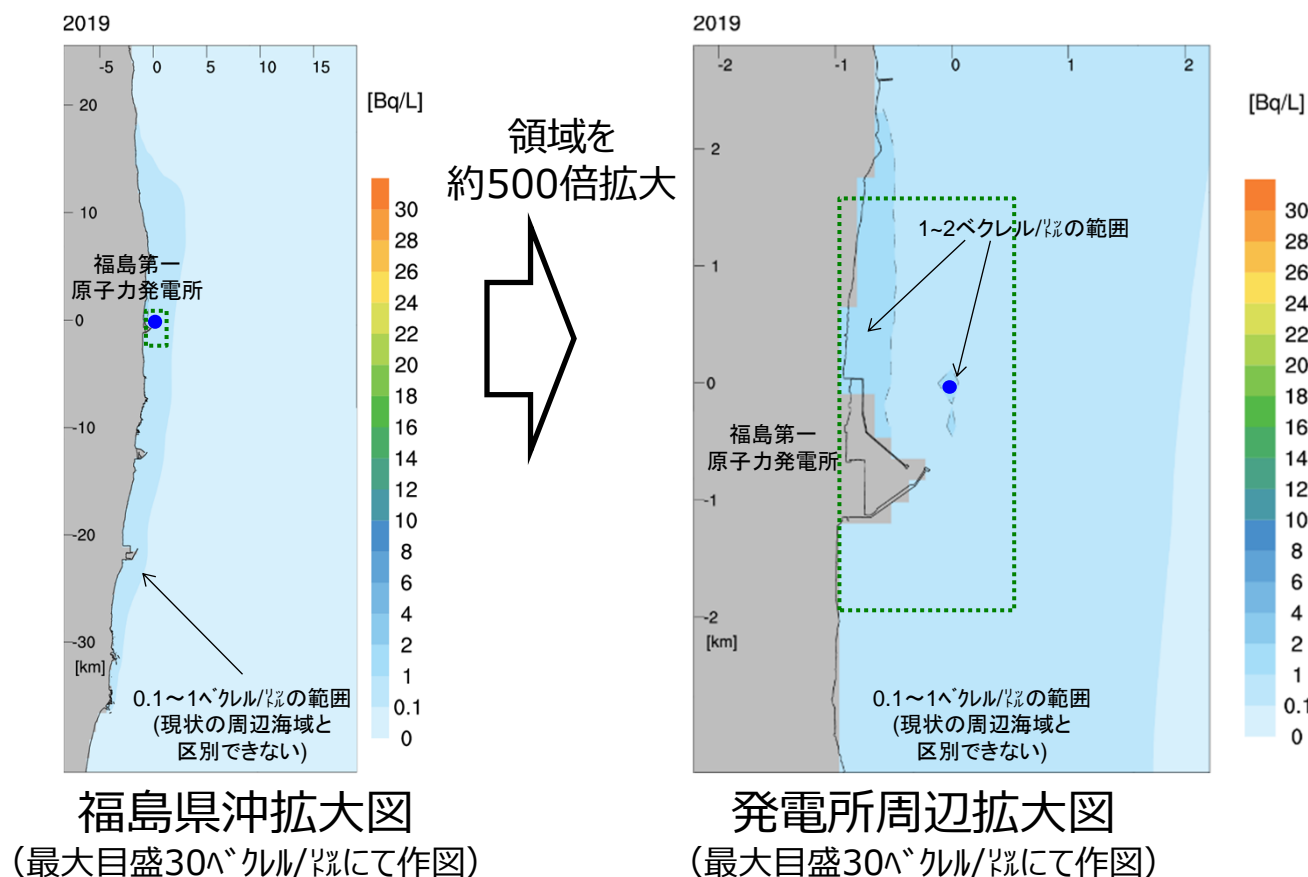 2019
-5 0 5 10 15
20
10
0
-10
-20
-30
[km]
福島第一
原子力発電所
0.1～1ﾍﾞｸﾚﾙ/㍑の範囲
(現状の周辺海域と
区別できない)
[Bq/L]
30
28
26
24
22
20
18
16
14
12
10
8
6
4
2
1
0.1
0
福島県沖拡大図
（最大目盛30ﾍﾞｸﾚﾙ/㍑にて作図）
領域を
約500倍拡大
2019
-2 -1 0 1 2
2
1
0
-1
-2
[km]
1~2ベクレル/㍑の範囲
福島第一
原子力発電所
0.1～1ﾍﾞｸﾚﾙ/㍑の範囲
(現状の周辺海域と
区別できない)
[Bq/L]
30
28
26
24
22
20
18
16
14
12
10
8
6
4
2
1
0.1
0
発電所周辺拡大図
（最大目盛30ﾍﾞｸﾚﾙ/㍑にて作図）